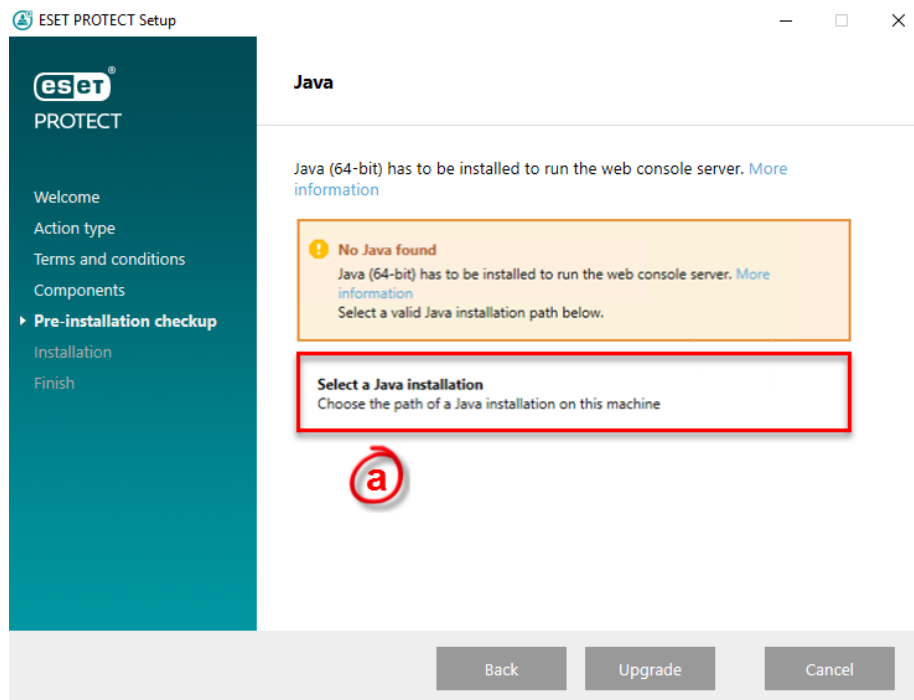 ESET PROTECT Setup
eset®
PROTECT
Welcome
Action type
Terms and conditions
Components
Pre-installation checkup
Installation
Finish
Java
Java (64-bit) has to be installed to run the web console server. More
information
No Java found
Java (64-bit) has to be installed to run the web console server. More
information
Select a valid Java installation path below.
Select a Java installation
Choose the path of a Java installation on this machine
a
Back
Upgrade
Cancel